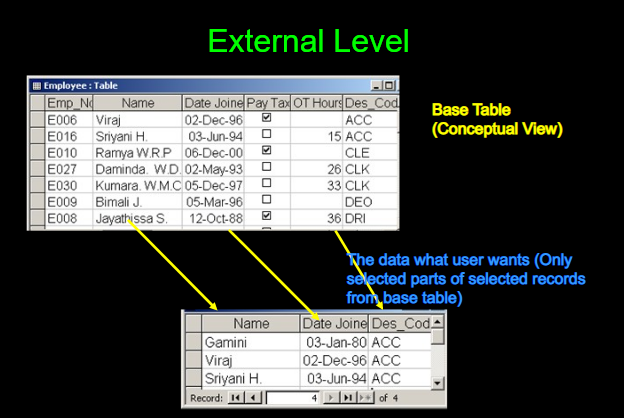 External Level
Employee : Table
Emp_No Name Date Joine Pay Tax OT Hours Des_Cod
E006 Viraj 02-Dec-96 ACC
E016 Sriyani H. 03-Jun-94 15 ACC
E010 Ramya W.R.P 06-Dec-00 CLE
E027 Daminda. W.D. 02-May-93 26 CLK
E030 Kumara. W.M.C 05-Dec-97 33 CLK
E009 Bimali J. 05-Mar-96 DEO
E008 Jayathissa S. 12-Oct-88 36 DRI
Base Table
(Conceptual View)
The data what user wants (Only
selected parts of selected records
from base table)
Name Date Joine Des_Cod
Gamini 03-Jan-80 ACC
Viraj 02-Dec-96 ACC
Sriyani H. 03-Jun-94 ACC
Record: 4 of 4